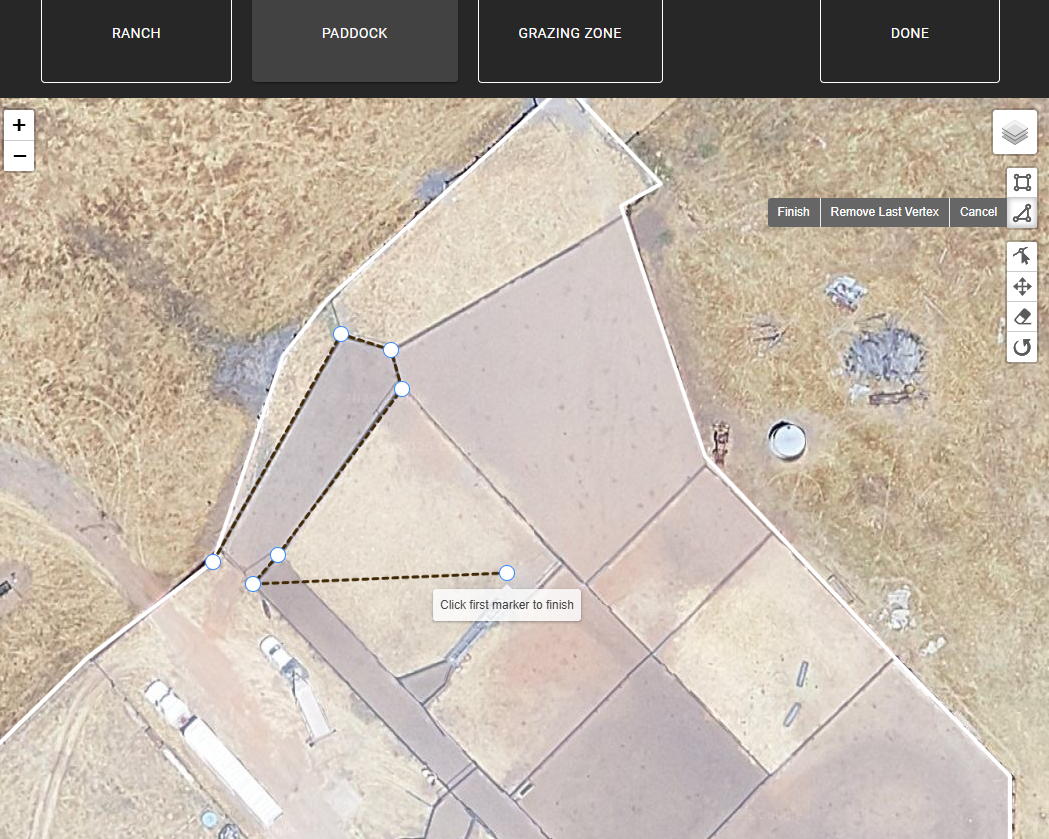 RANCH
PADDOCK
GRAZING ZONE
DONE
+
−
Finish
Remove Last Vertex
Cancel
Click first marker to finish